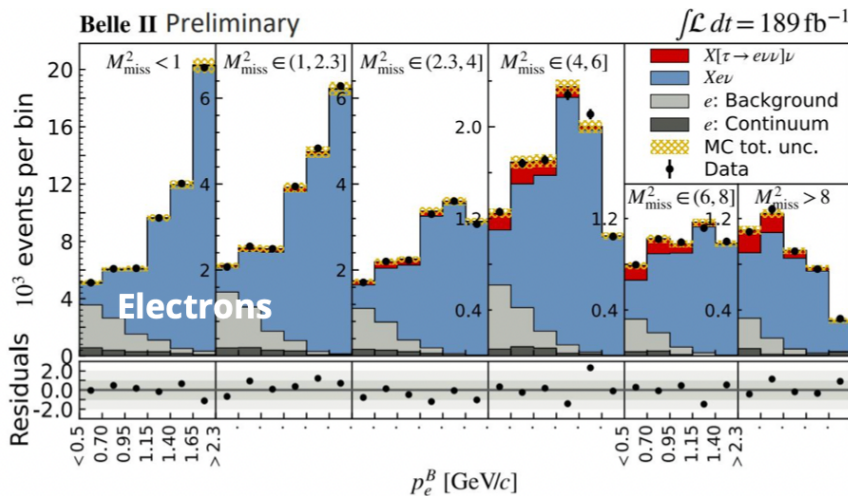 Belle II Preliminary
∫ℒ dt = 189 fb⁻¹
10³ events per bin
20
16
12
8
4
0
M²miss < 1
M²miss ∈ (1, 2.3]
M²miss ∈ (2.3, 4]
M²miss ∈ (4, 6]
6
4
2
6
4
2
2.0
1.2
0.4
X[τ→eνν]ν
Xeν
e: Background
e: Continuum
MC tot. unc.
Data
M²miss ∈ (6, 8]
M²miss > 8
1.2
0.4
1.2
0.4
Electrons
Residuals
2.0
0.0
-2.0
< 0.5
0.70
0.95
1.15
1.40
1.65
> 2.3
< 0.5
0.70
0.95
1.15
1.40
> 2.3
pᴮₑ [GeV/c]